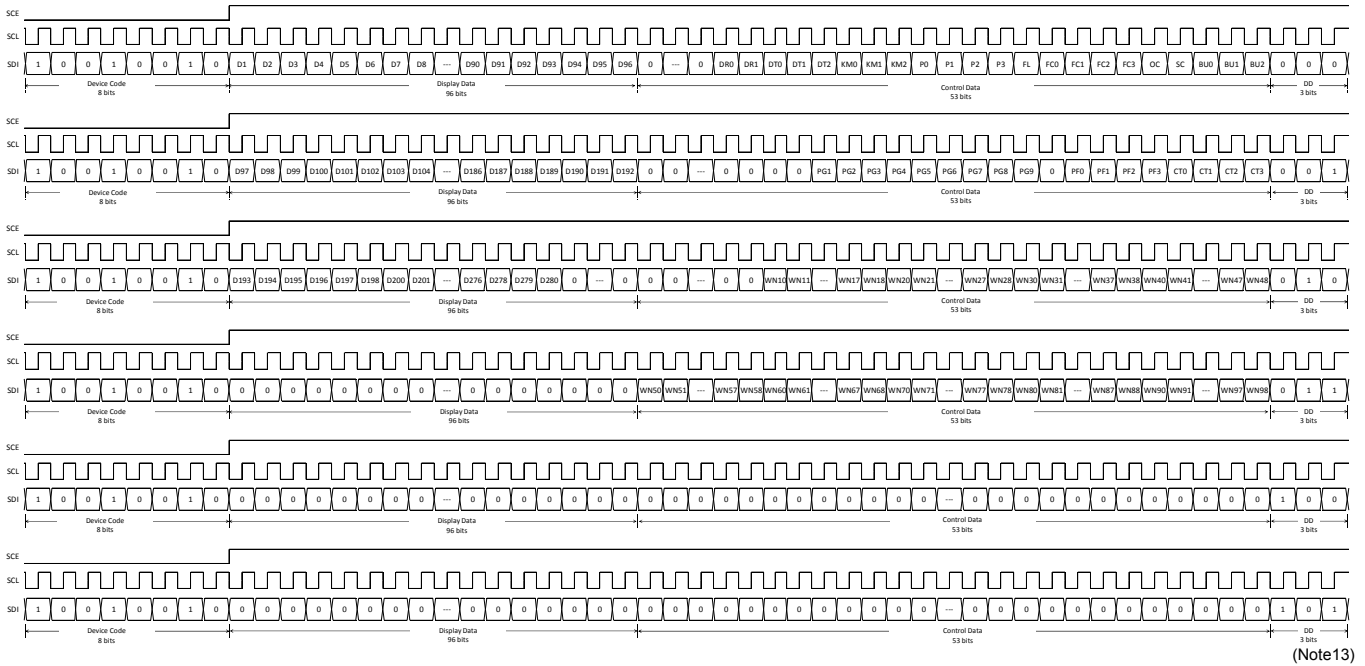 SCE
SCL
SDI 1 0 0 1 0 0 1 0 D1 D2 D3 D4 D5 D6 D7 D8 --- D90 D91 D92 D93 D94 D95 D96 0 --- 0 DR0 DR1 DT0 DT1 DT2 KM0 KM1 KM2 P0 P1 P2 P3 FL FC0 FC1 FC2 FC3 OC SC BU0 BU1 BU2 0 0 0
Device Code Display Data Control Data DD
8 bits 96 bits 53 bits 3 bits
SCE
SCL
SDI 1 0 0 1 0 0 1 0 D97 D98 D99 D100 D101 D102 D103 D104 --- D186 D187 D188 D189 D190 D191 D192 0 0 --- 0 0 0 0 PG1 PG2 PG3 PG4 PG5 PG6 PG7 PG8 PG9 0 PF0 PF1 PF2 PF3 CT0 CT1 CT2 CT3 0 0 1
Device Code Display Data Control Data DD
8 bits 96 bits 53 bits 3 bits
SCE
SCL
SDI 1 0 0 1 0 0 1 0 D193 D194 D195 D196 D197 D198 D200 D201 --- D276 D278 D279 D280 0 --- 0 0 0 --- 0 0 WN10 WN11 --- WN17 WN18 WN20 WN21 --- WN27 WN28 WN30 WN31 --- WN37 WN38 WN40 WN41 --- WN47 WN48 0 1 0
Device Code Display Data Control Data DD
8 bits 96 bits 53 bits 3 bits
SCE
SCL
SDI 1 0 0 1 0 0 1 0 0 0 0 0 0 0 0 0 --- 0 0 0 0 0 0 0 WN50 WN51 --- WN57 WN58 WN60 WN61 --- WN67 WN68 WN70 WN71 --- WN77 WN78 WN80 WN81 --- WN87 WN88 WN90 WN91 --- WN97 WN98 0 1 1
Device Code Display Data Control Data DD
8 bits 96 bits 53 bits 3 bits
SCE
SCL
SDI 1 0 0 1 0 0 1 0 0 0 0 0 0 0 0 0 --- 0 0 0 0 0 0 0 0 0 0 0 0 0 0 0 0 0 0 0 --- 0 0 0 0 0 0 0 0 0 0 0 0 1 0 0
Device Code Display Data Control Data DD
8 bits 96 bits 53 bits 3 bits
SCE
SCL
SDI 1 0 0 1 0 0 1 0 0 0 0 0 0 0 0 0 --- 0 0 0 0 0 0 0 0 0 0 0 0 0 0 0 0 0 0 0 --- 0 0 0 0 0 0 0 0 0 0 0 0 1 0 1
Device Code Display Data Control Data DD
8 bits 96 bits 53 bits 3 bits
(Note13)